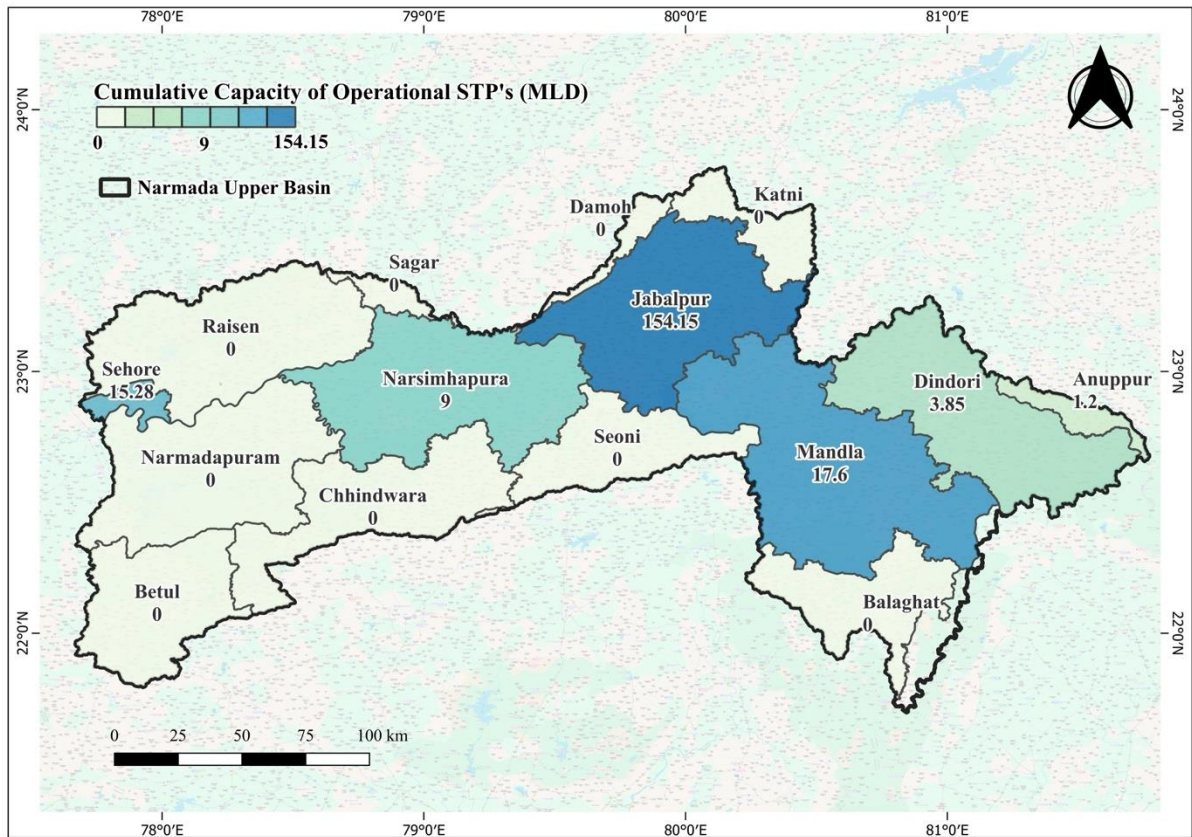 78°0'E 79°0'E 80°0'E 81°0'E
24°0'N
24°0'N
Cumulative Capacity of Operational STP's (MLD)
0 9 154.15
Narmada Upper Basin
Katni
0
Damoh
0
Sagar
0
Jabalpur
154.15
Raisen
0
23°0'N
23°0'N
Sehore
15.28
Narsimhapura
9
Dindori
3.85
Anuppur
1.2
Seoni
0
Mandla
17.6
Narmadapuram
0
Chhindwara
0
Betul
0
Balaghat
0
22°0'N
22°0'N
0 25 50 75 100 km
78°0'E 79°0'E 80°0'E 81°0'E